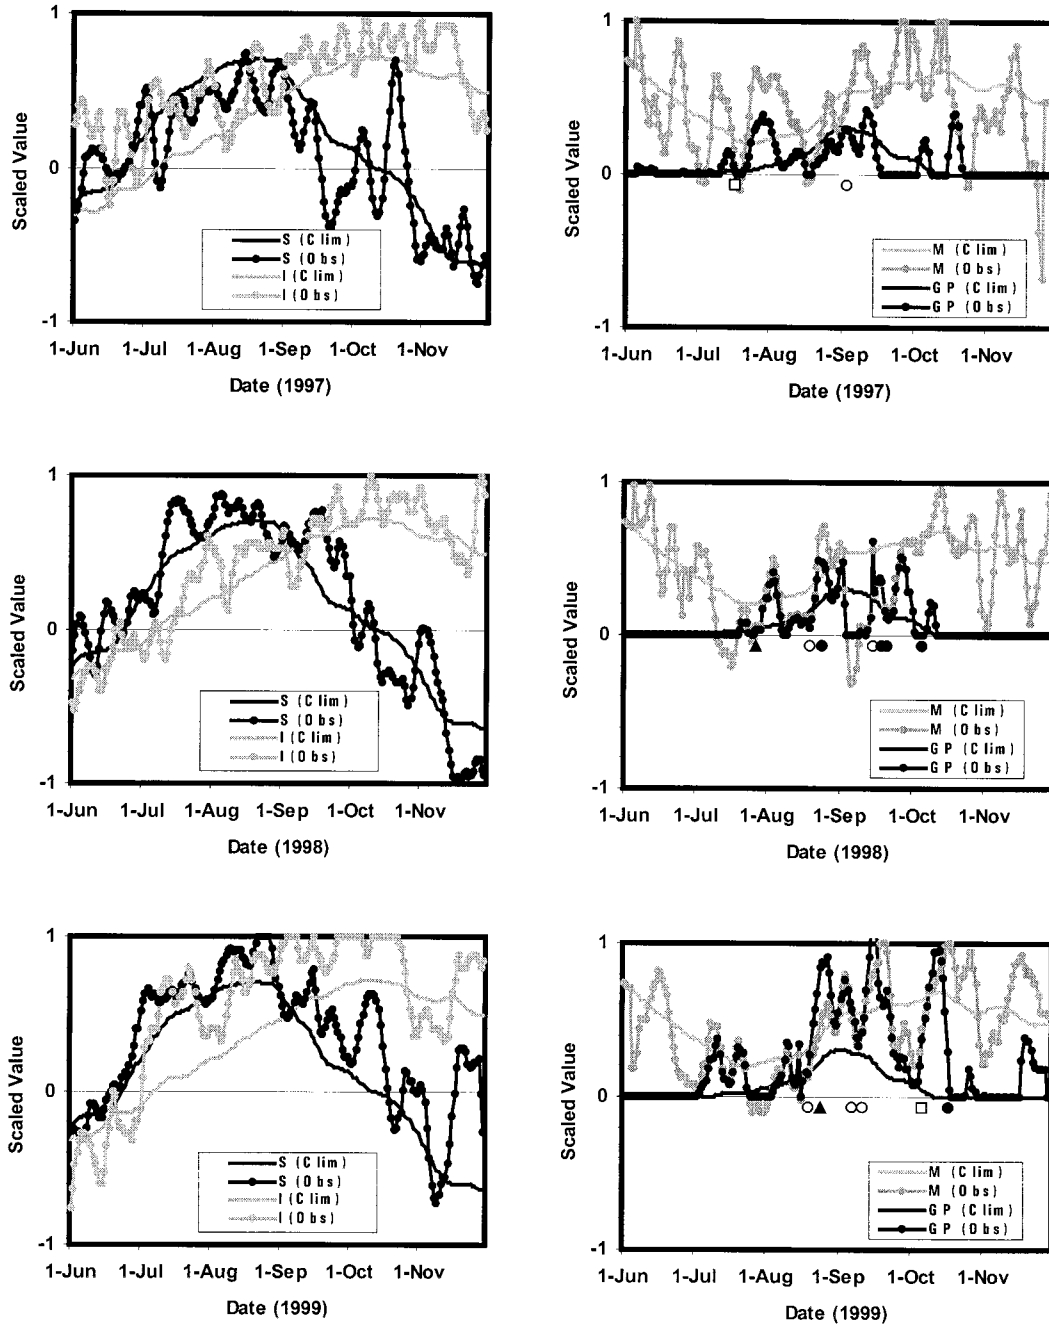 1
0
-1
Scaled Value
S (Clim)
S (Obs)
I (Clim)
I (Obs)
1-Jun 1-Jul 1-Aug 1-Sep 1-Oct 1-Nov
Date (1997)
1
0
-1
Scaled Value
M (Clim)
M (Obs)
GP (Clim)
GP (Obs)
1-Jun 1-Jul 1-Aug 1-Sep 1-Oct 1-Nov
Date (1997)
1
0
-1
Scaled Value
S (Clim)
S (Obs)
I (Clim)
I (Obs)
1-Jun 1-Jul 1-Aug 1-Sep 1-Oct 1-Nov
Date (1998)
1
0
-1
Scaled Value
M (Clim)
M (Obs)
GP (Clim)
GP (Obs)
1-Jun 1-Jul 1-Aug 1-Sep 1-Oct 1-Nov
Date (1998)
1
0
-1
Scaled Value
S (Clim)
S (Obs)
I (Clim)
I (Obs)
1-Jun 1-Jul 1-Aug 1-Sep 1-Oct 1-Nov
Date (1999)
1
0
-1
Scaled Value
M (Clim)
M (Obs)
GP (Clim)
GP (Obs)
1-Jun 1-Jul 1-Aug 1-Sep 1-Oct 1-Nov
Date (1999)